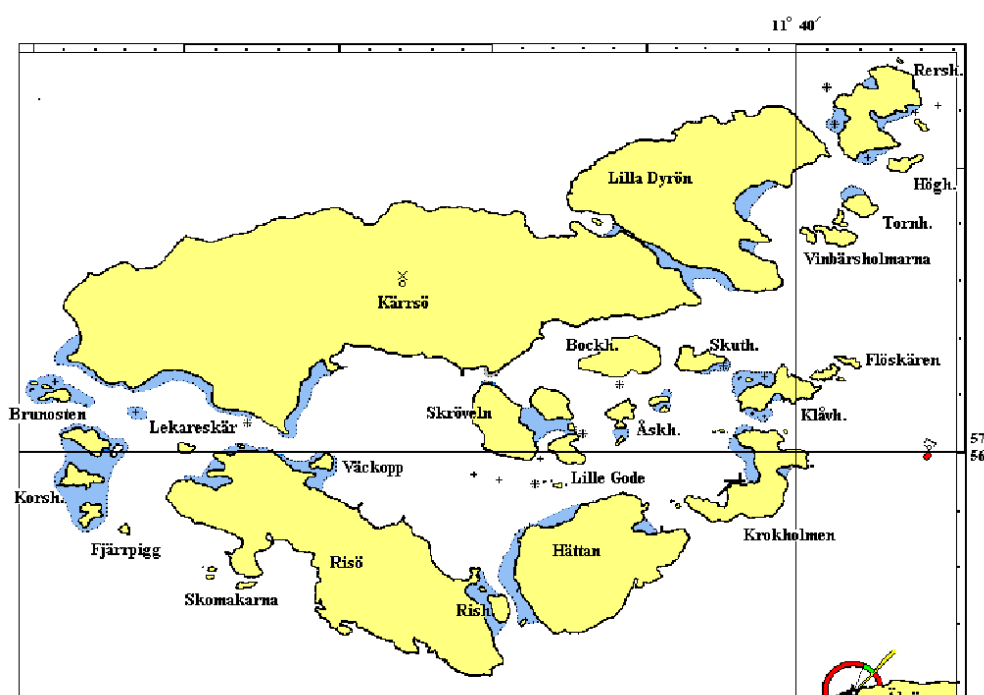 11° 40´
Rersh.
Lilla Dyrön
Högh.
Tornh.
Vinbärsholmarna
Kärrsö
Bockh.
Skuth.
Flöskären
Brunosten
Skröveln
Klåvh.
Lekareskär
Åskh.
57
56
Väckopp
Lille Gode
Korsh.
Krokholmen
Fjärrpigg
Hättan
Risö
Skomakarna
Rish.